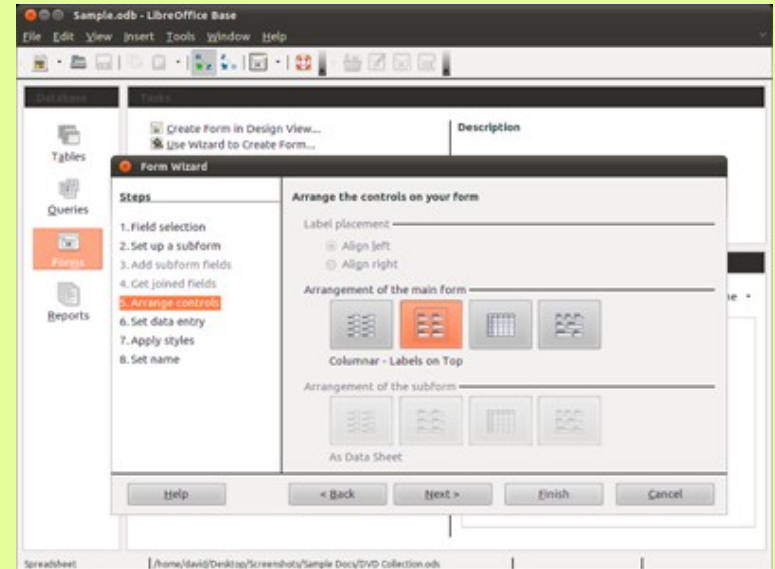 Sample.odb - LibreOffice Base
File Edit View Insert Tools Window Help
Database
Tasks
Tables
Queries
Forms
Reports
Create Form in Design View...
Use Wizard to Create Form...
Description
Form Wizard
Steps
1. Field selection
2. Set up a subform
3. Add subform fields
4. Get joined fields
5. Arrange controls
6. Set data entry
7. Apply styles
8. Set name
Arrange the controls on your form
Label placement
Align left
Align right
Arrangement of the main form
Columnar - Labels on Top
Arrangement of the subform
As Data Sheet
Help
< Back
Next >
Finish
Cancel
Spreadsheet
/home/david/Desktop/Screenshots/Sample Docs/DVD Collection.ods